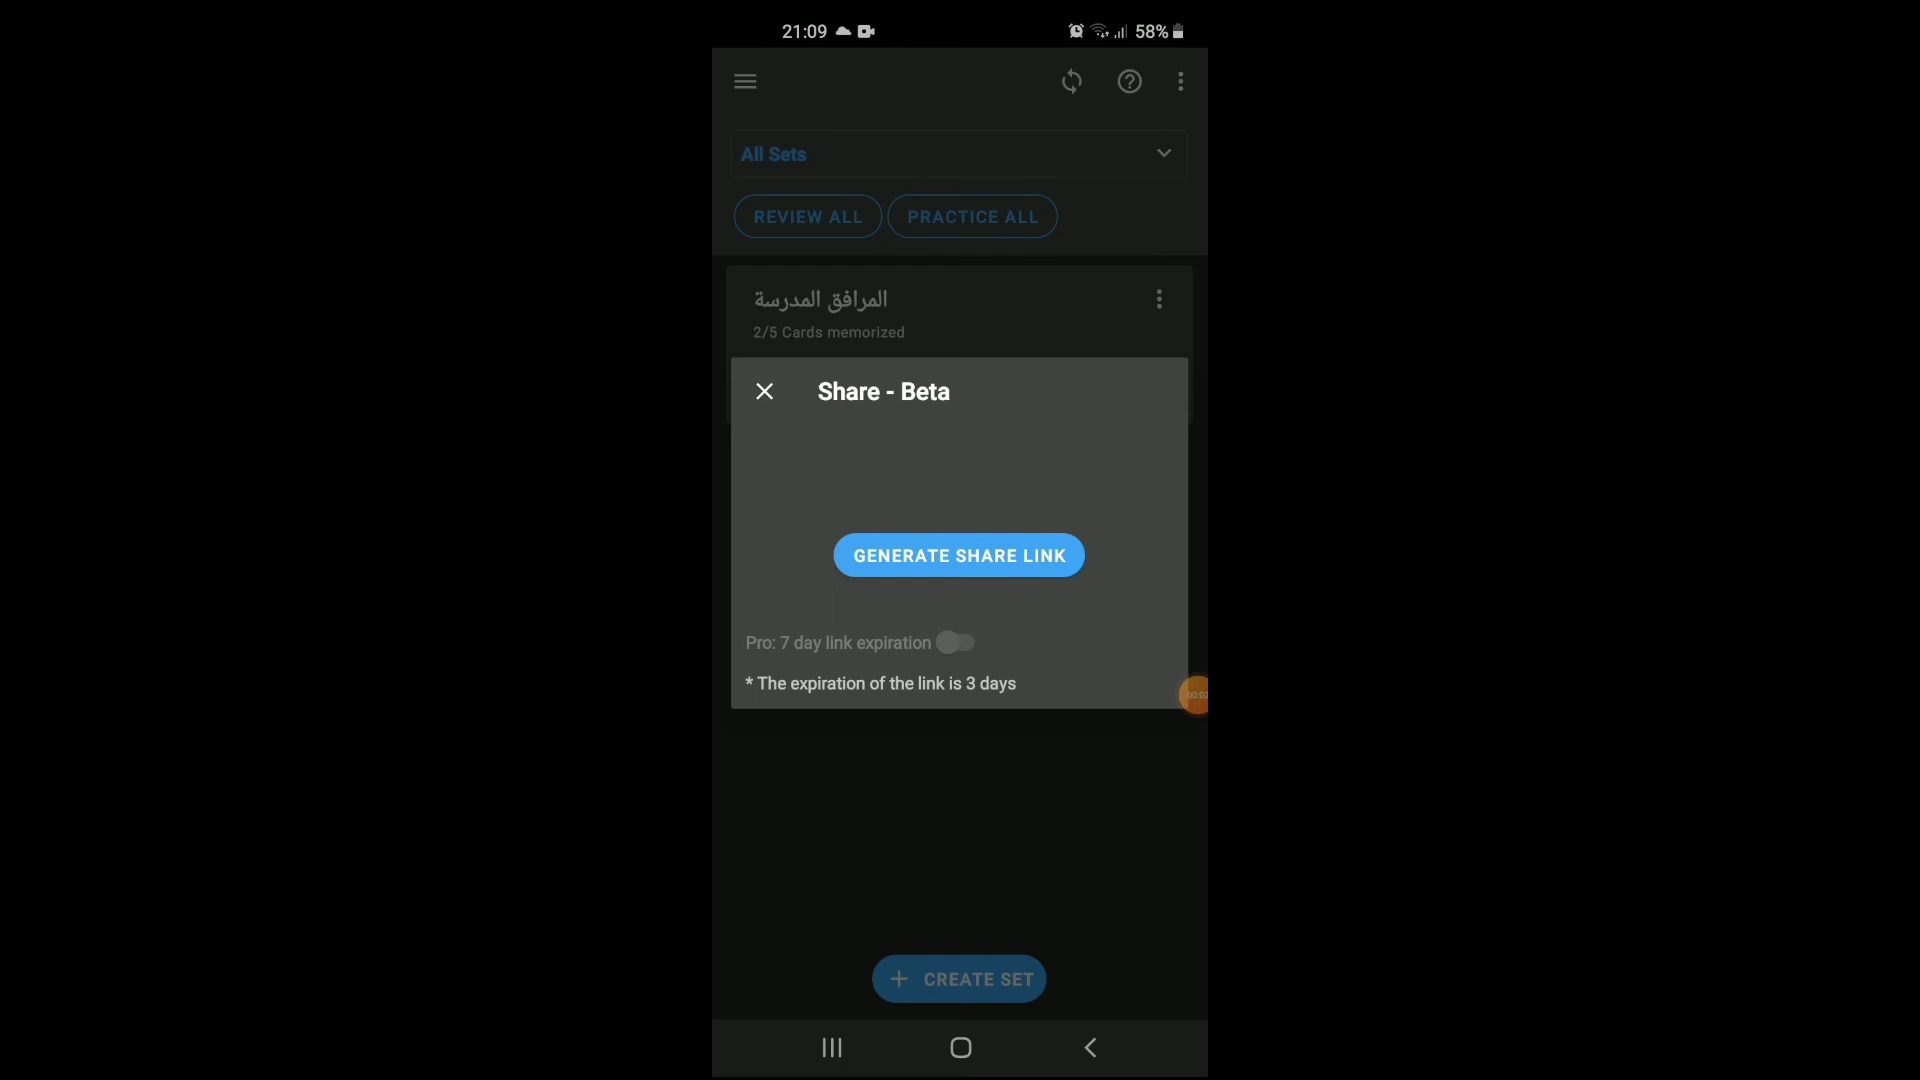 21:09
58%
All Sets
REVIEW ALL
PRACTICE ALL
المرافق المدرسة
2/5 Cards memorized
Share - Beta
GENERATE SHARE LINK
Pro: 7 day link expiration
* The expiration of the link is 3 days
CREATE SET